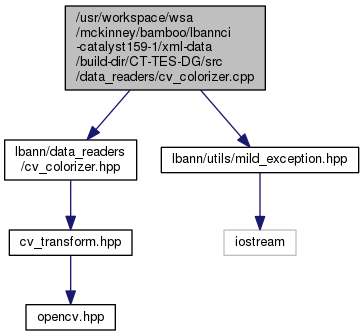 /usr/workspace/wsa
/mckinney/bamboo/lbannci
-catalyst159-1/xml-data
/build-dir/CT-TES-DG/src
/data_readers/cv_colorizer.cpp
lbann/data_readers
/cv_colorizer.hpp
lbann/utils/mild_exception.hpp
cv_transform.hpp
iostream
opencv.hpp